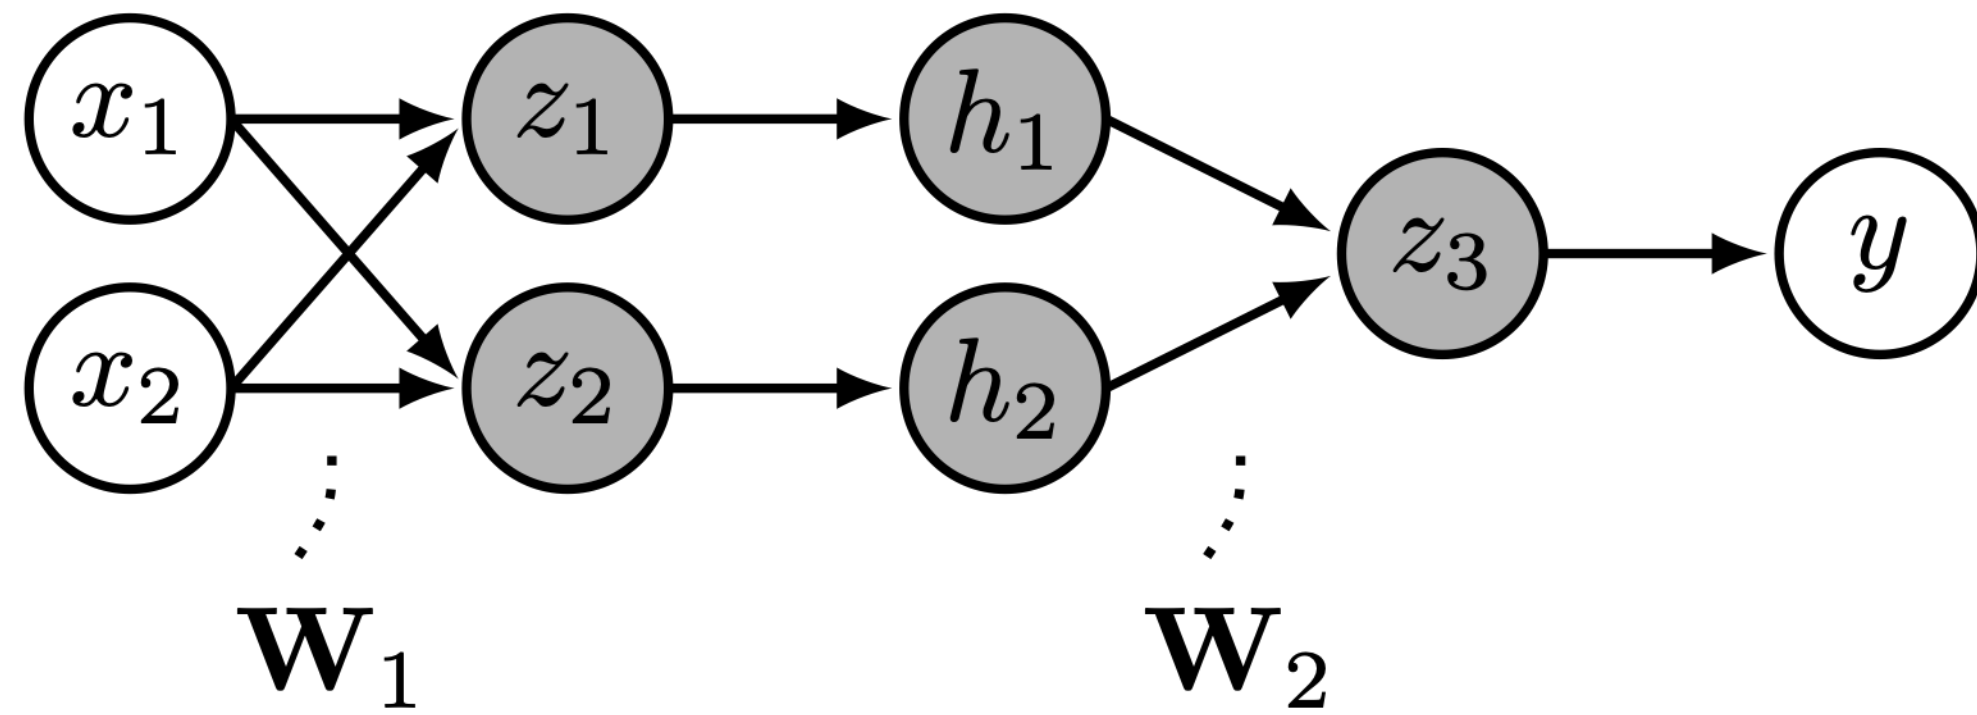 x₁ z₁ h₁
z₃ y
x₂ z₂ h₂
W₁ W₂